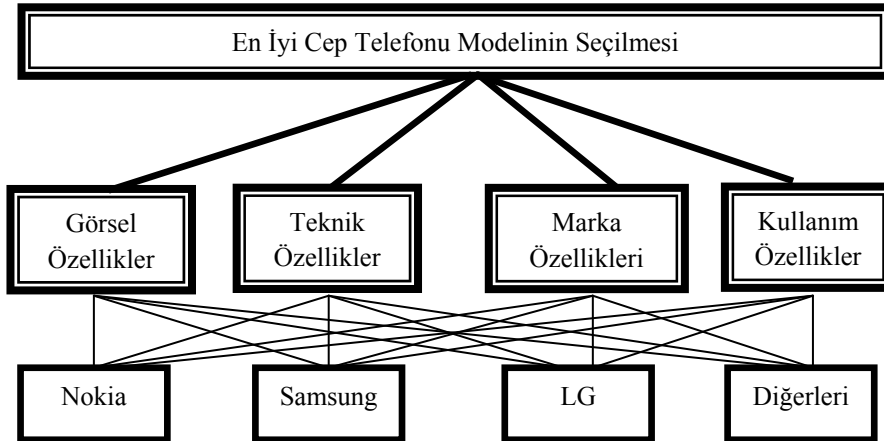 En İyi Cep Telefonu Modelinin Seçilmesi
Görsel
Özellikler
Teknik
Özellikler
Marka
Özellikleri
Kullanım
Özellikler
Nokia
Samsung
LG
Diğerleri